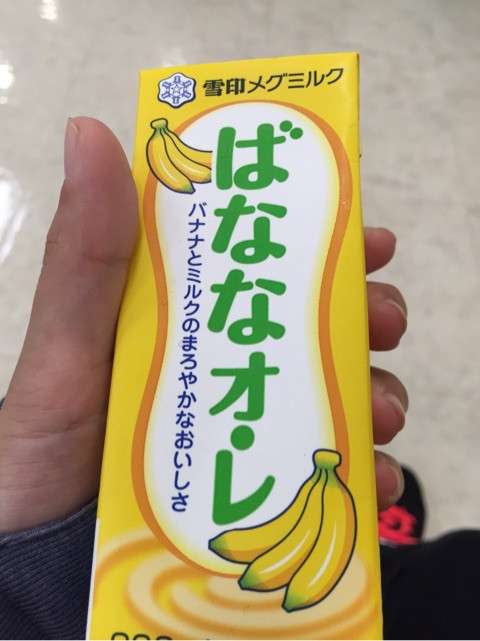 雪印メグミルク
ばななオ・レ
バナナとミルクのまろやかなおいしさ